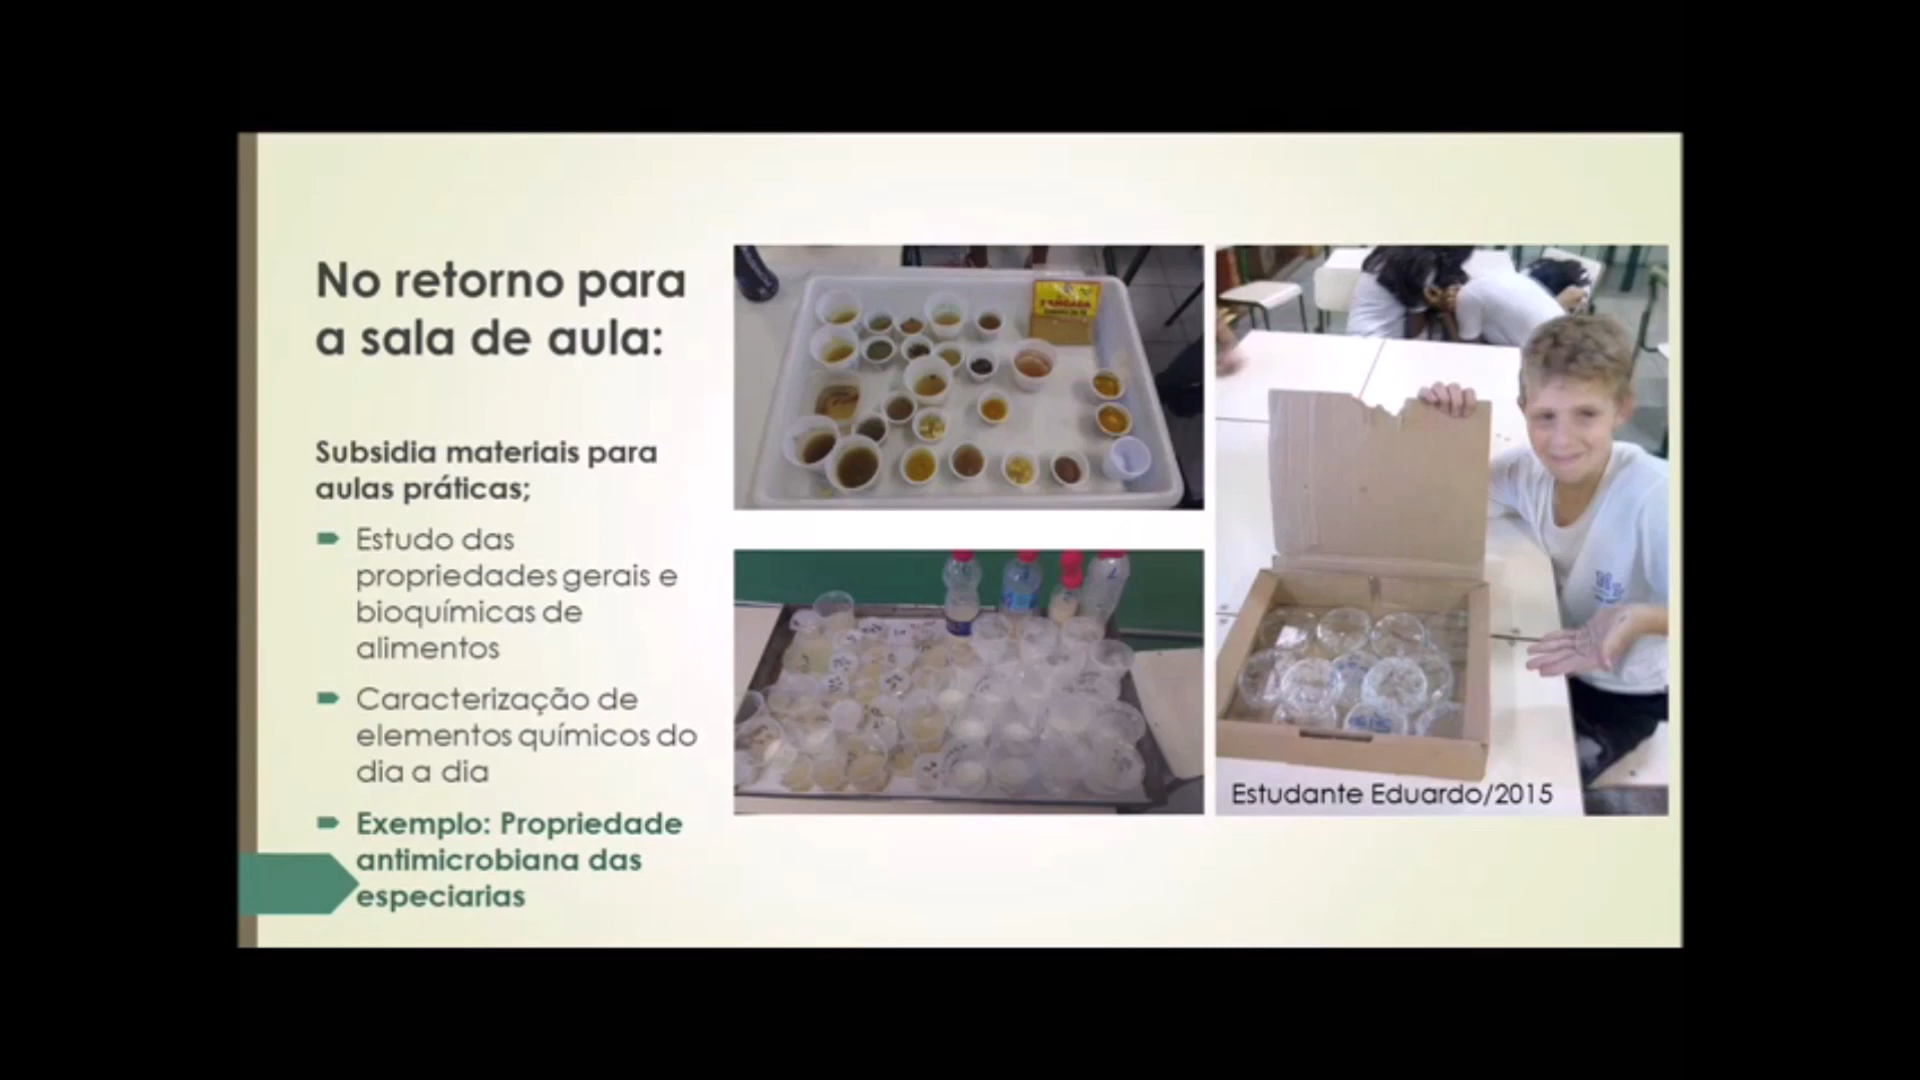 No retorno para
a sala de aula:
Subsidia materiais para
aulas práticas;
Estudo das
propriedades gerais e
bioquímicas de
alimentos
Caracterização de
elementos químicos do
dia a dia
Exemplo: Propriedade
antimicrobiana das
especiarias
Estudante Eduardo/2015